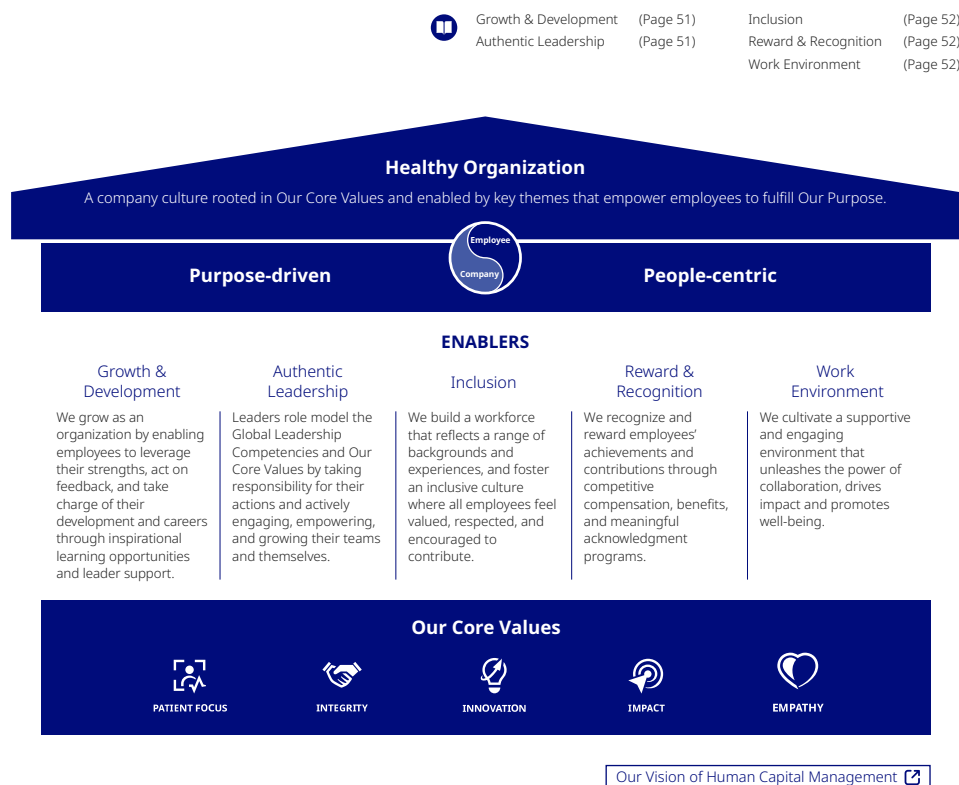 Growth & Development (Page 51)
Authentic Leadership (Page 51)
Inclusion (Page 52)
Reward & Recognition (Page 52)
Work Environment (Page 52)
Healthy Organization
A company culture rooted in Our Core Values and enabled by key themes that empower employees to fulfill Our Purpose.
Employee
Company
Purpose-driven
People-centric
ENABLERS
Growth &
Development
We grow as an
organization by enabling
employees to leverage
their strengths, act on
feedback, and take
charge of their
development and careers
through inspirational
learning opportunities
and leader support.
Authentic
Leadership
Leaders role model the
Global Leadership
Competencies and Our
Core Values by taking
responsibility for their
actions and actively
engaging, empowering,
and growing their teams
and themselves.
Inclusion
We build a workforce
that reflects a range of
backgrounds and
experiences, and foster
an inclusive culture
where all employees feel
valued, respected, and
encouraged to
contribute.
Reward &
Recognition
We recognize and
reward employees’
achievements and
contributions through
competitive
compensation, benefits,
and meaningful
acknowledgment
programs.
Work
Environment
We cultivate a supportive
and engaging
environment that
unleashes the power of
collaboration, drives
impact and promotes
well-being.
Our Core Values
PATIENT FOCUS
INTEGRITY
INNOVATION
IMPACT
EMPATHY
Our Vision of Human Capital Management